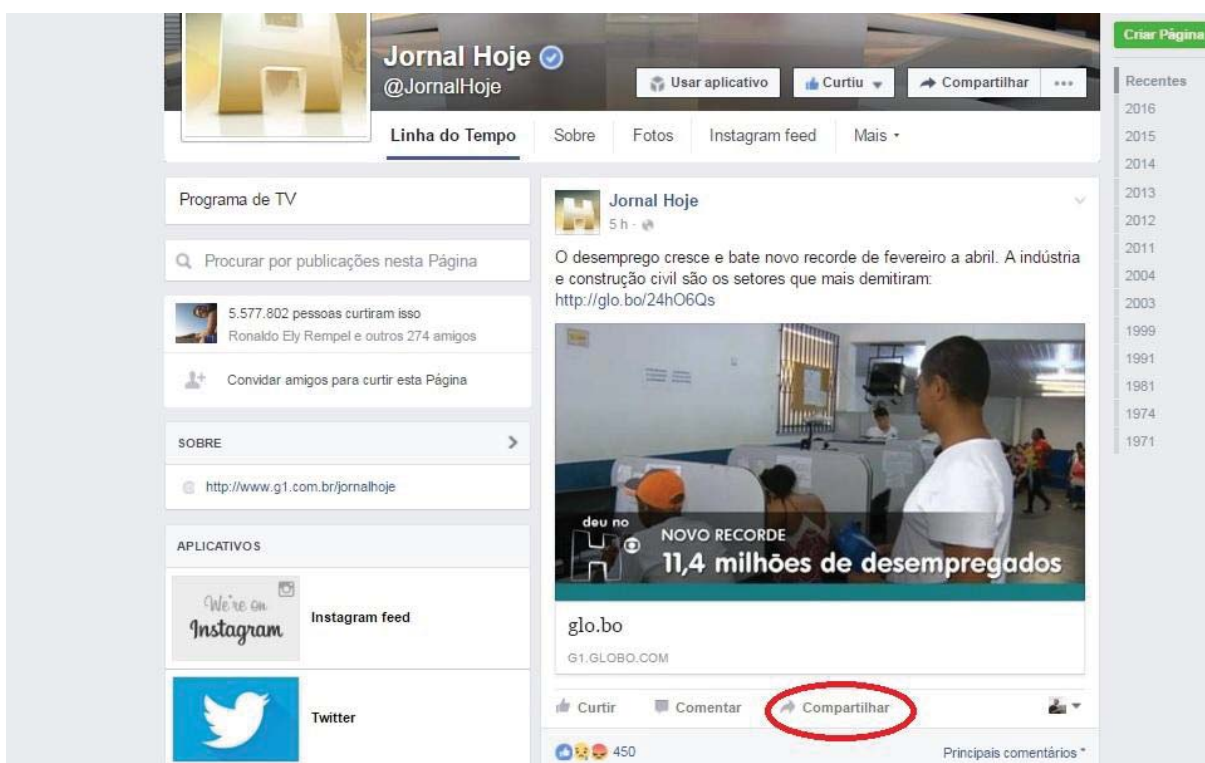 Jornal Hoje
@JornalHoje
Usar aplicativo
Curtiu
Compartilhar
Criar Página
Linha do Tempo
Sobre
Fotos
Instagram feed
Mais
Recentes
2016
2015
2014
2013
2012
2011
2004
2003
1999
1991
1981
1974
1971
Programa de TV
Procurar por publicações nesta Página
5.577.802 pessoas curtiram isso
Ronaldo Ely Rempel e outros 274 amigos
Convidar amigos para curtir esta Página
SOBRE
http://www.g1.com.br/jornalhoje
APLICATIVOS
We're on
Instagram
Instagram feed
Twitter
Jornal Hoje
5 h ·
O desemprego cresce e bate novo recorde de fevereiro a abril. A indústria
e construção civil são os setores que mais demitiram:
http://glo.bo/24hO6Qs
deu no
H
NOVO RECORDE
11,4 milhões de desempregados
glo.bo
G1.GLOBO.COM
Curtir
Comentar
Compartilhar
450
Principais comentários